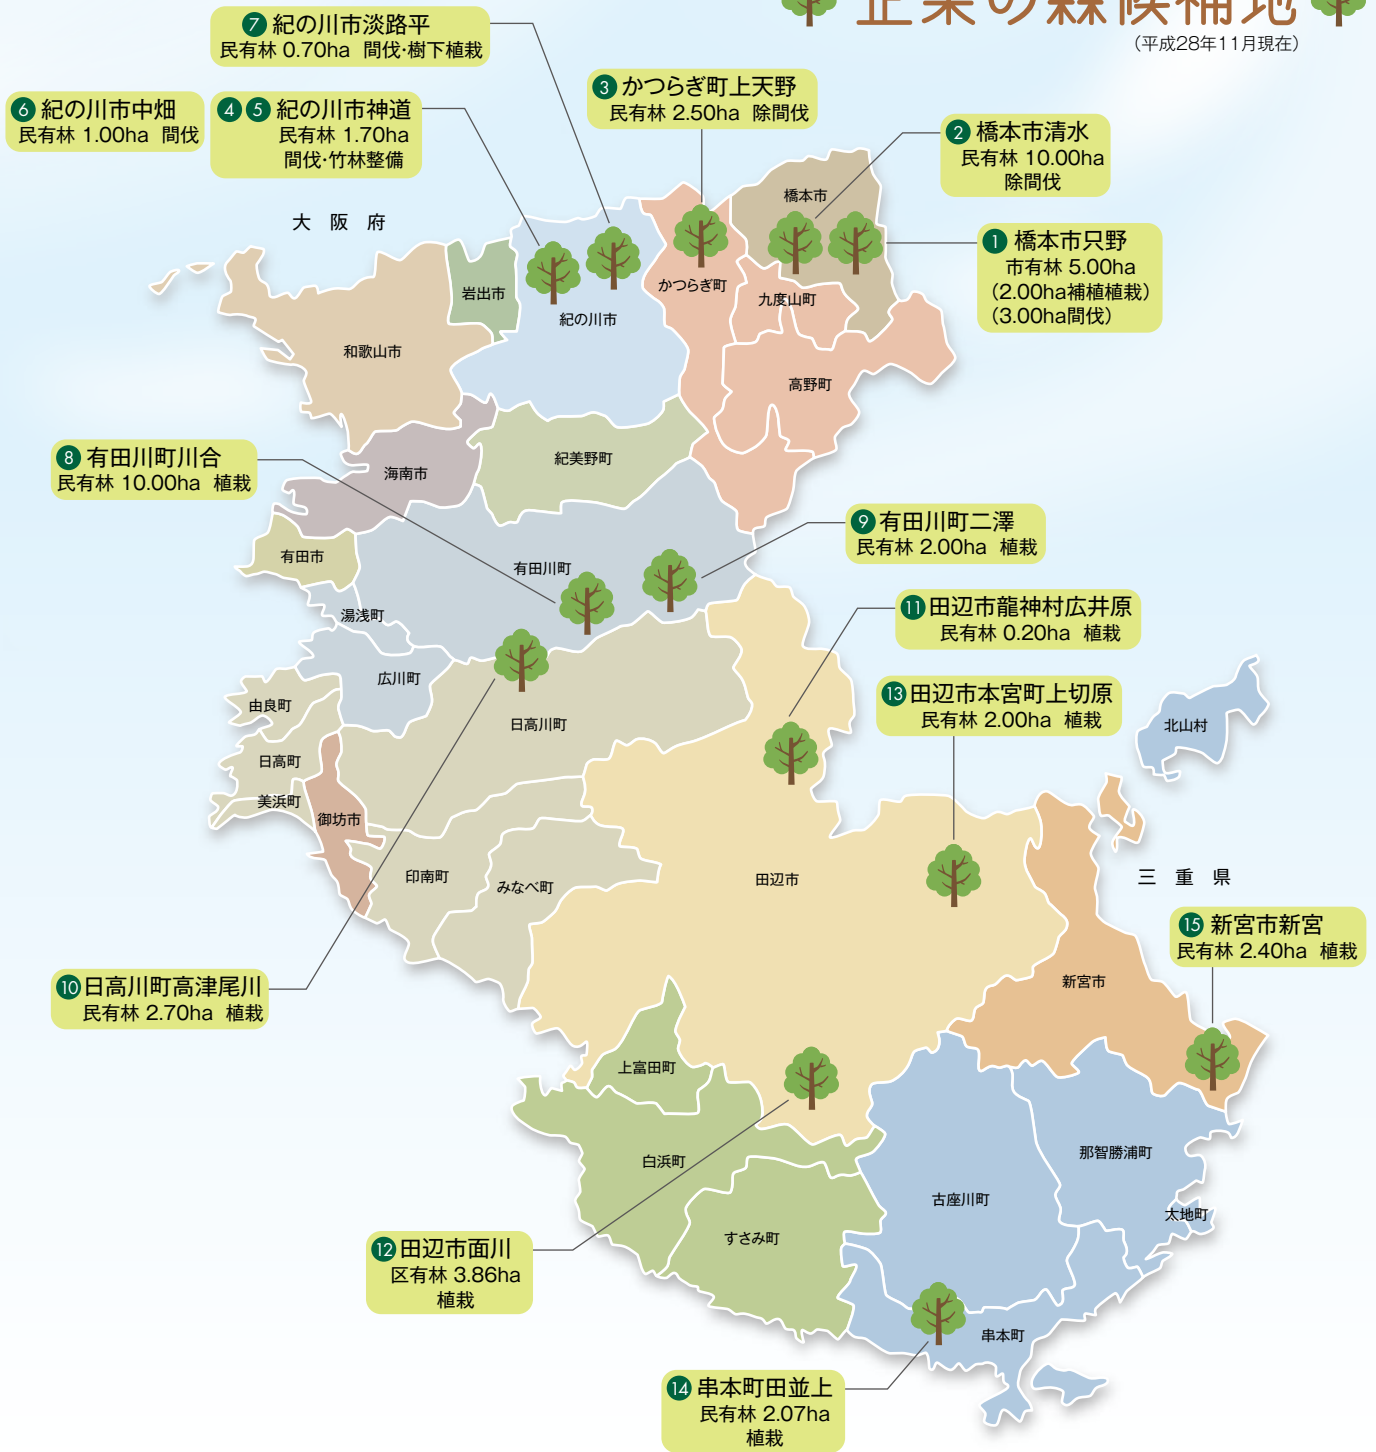 企業の森候補地
(平成28年11月現在)
7 紀の川市淡路平
民有林 0.70ha 間伐・樹下植栽
6 紀の川市中畑
民有林 1.00ha 間伐
4 5 紀の川市神道
民有林 1.70ha
間伐・竹林整備
3 かつらぎ町上天野
民有林 2.50ha 除間伐
2 橋本市清水
民有林 10.00ha
除間伐
1 橋本市只野
市有林 5.00ha
(2.00ha補植植栽)
(3.00ha間伐)
大阪府
橋本市
岩出市
紀の川市
かつらぎ町
九度山町
和歌山市
高野町
8 有田川町川合
民有林 10.00ha 植栽
海南市
紀美野町
9 有田川町二澤
民有林 2.00ha 植栽
有田市
有田川町
湯浅町
11 田辺市龍神村広井原
民有林 0.20ha 植栽
広川町
13 田辺市本宮町上切原
民有林 2.00ha 植栽
由良町
日高川町
北山村
日高町
美浜町
御坊市
印南町
みなべ町
田辺市
三重県
15 新宮市新宮
民有林 2.40ha 植栽
10 日高川町高津尾川
民有林 2.70ha 植栽
新宮市
上富田町
白浜町
那智勝浦町
古座川町
太地町
すさみ町
12 田辺市面川
区有林 3.86ha
植栽
串本町
14 串本町田並上
民有林 2.07ha
植栽